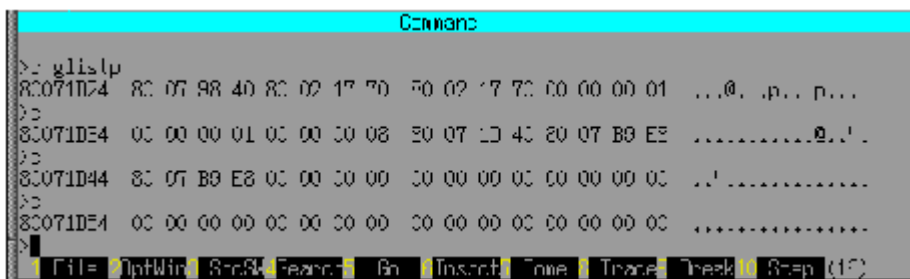 Command
>d glistp
80071D24 80 07 98 40 80 02 17 70 80 02 17 70 00 00 00 01 ...@. .p.. p...
>d
80071D34 00 00 00 01 00 00 00 08 80 07 1D 40 80 07 B9 E8 ...........@..'.
>d
80071D44 80 07 B9 E8 00 00 00 00 00 00 00 00 00 00 00 00 ..'.............
>d
80071D54 00 00 00 00 00 00 00 00 00 00 00 00 00 00 00 00 ................
>
1 File 2 OptWin 3 SrcSW 4 Search 5 Go 6 Inspct 7 Home 8 Trace 9 Break 10 Step